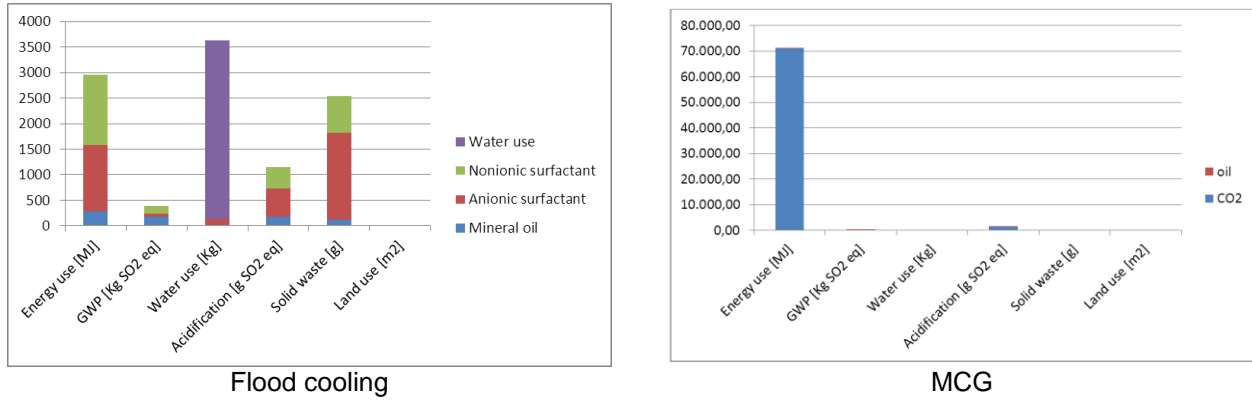 4000
3500
3000
2500
2000
1500
1000
500
0
Energy use [MJ]
GWP [Kg SO2 eq]
Water use [Kg]
Acidification [g SO2 eq]
Solid waste [g]
Land use [m2]
Water use
Nonionic surfactant
Anionic surfactant
Mineral oil
Flood cooling
80.000,00
70.000,00
60.000,00
50.000,00
40.000,00
30.000,00
20.000,00
10.000,00
0,00
Energy use [MJ]
GWP [Kg SO2 eq]
Water use [Kg]
Acidification [g SO2 eq]
Solid waste [g]
Land use [m2]
oil
CO2
MCG